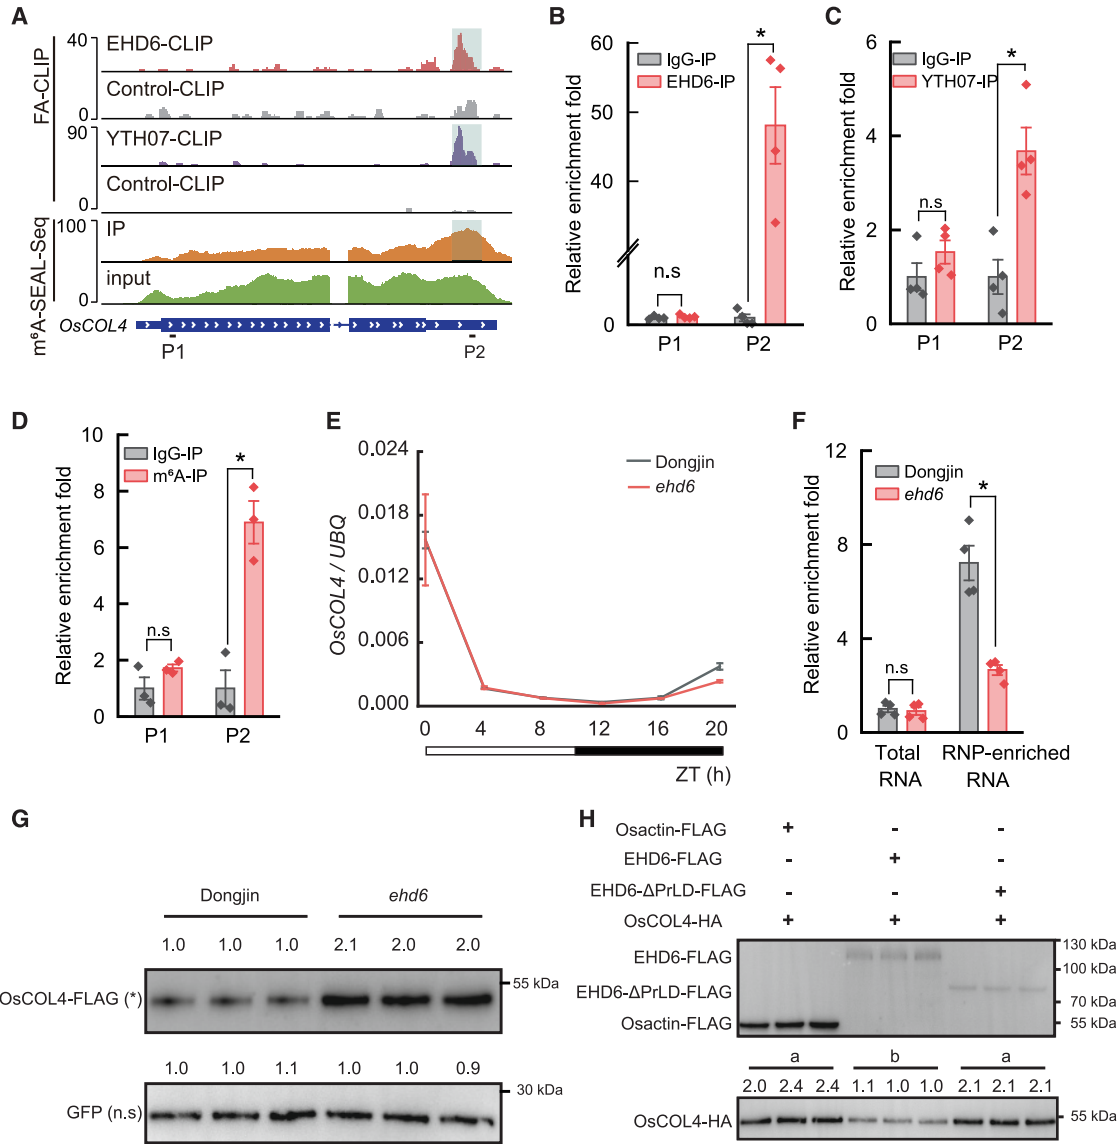 A
FA-CLIP
40
0
EHD6-CLIP
Control-CLIP
90
0
YTH07-CLIP
Control-CLIP
m⁶A-SEAL-Seq
100
0
IP
input
OsCOL4
P1
P2
B
Relative enrichment fold
60
40
0
IgG-IP
EHD6-IP
n.s
*
P1
P2
C
Relative enrichment fold
6
4
2
0
IgG-IP
YTH07-IP
n.s
*
P1
P2
D
Relative enrichment fold
10
8
6
4
2
0
IgG-IP
m⁶A-IP
n.s
*
P1
P2
E
OsCOL4 / UBQ
0.024
0.018
0.012
0.006
0.000
Dongjin
ehd6
0 4 8 12 16 20
ZT (h)
F
Relative enrichment fold
12
8
4
0
Dongjin
ehd6
n.s
*
Total RNA
RNP-enriched RNA
G
Dongjin
ehd6
1.0 1.0 1.0 2.1 2.0 2.0
55 kDa
OsCOL4-FLAG (*)
1.0 1.0 1.1 1.0 1.0 0.9
30 kDa
GFP (n.s)
H
Osactin-FLAG + - -
EHD6-FLAG - + -
EHD6-ΔPrLD-FLAG - - +
OsCOL4-HA + + +
130 kDa
EHD6-FLAG
100 kDa
EHD6-ΔPrLD-FLAG
70 kDa
Osactin-FLAG
55 kDa
a b a
2.0 2.4 2.4 1.1 1.0 1.0 2.1 2.1 2.1
OsCOL4-HA
55 kDa